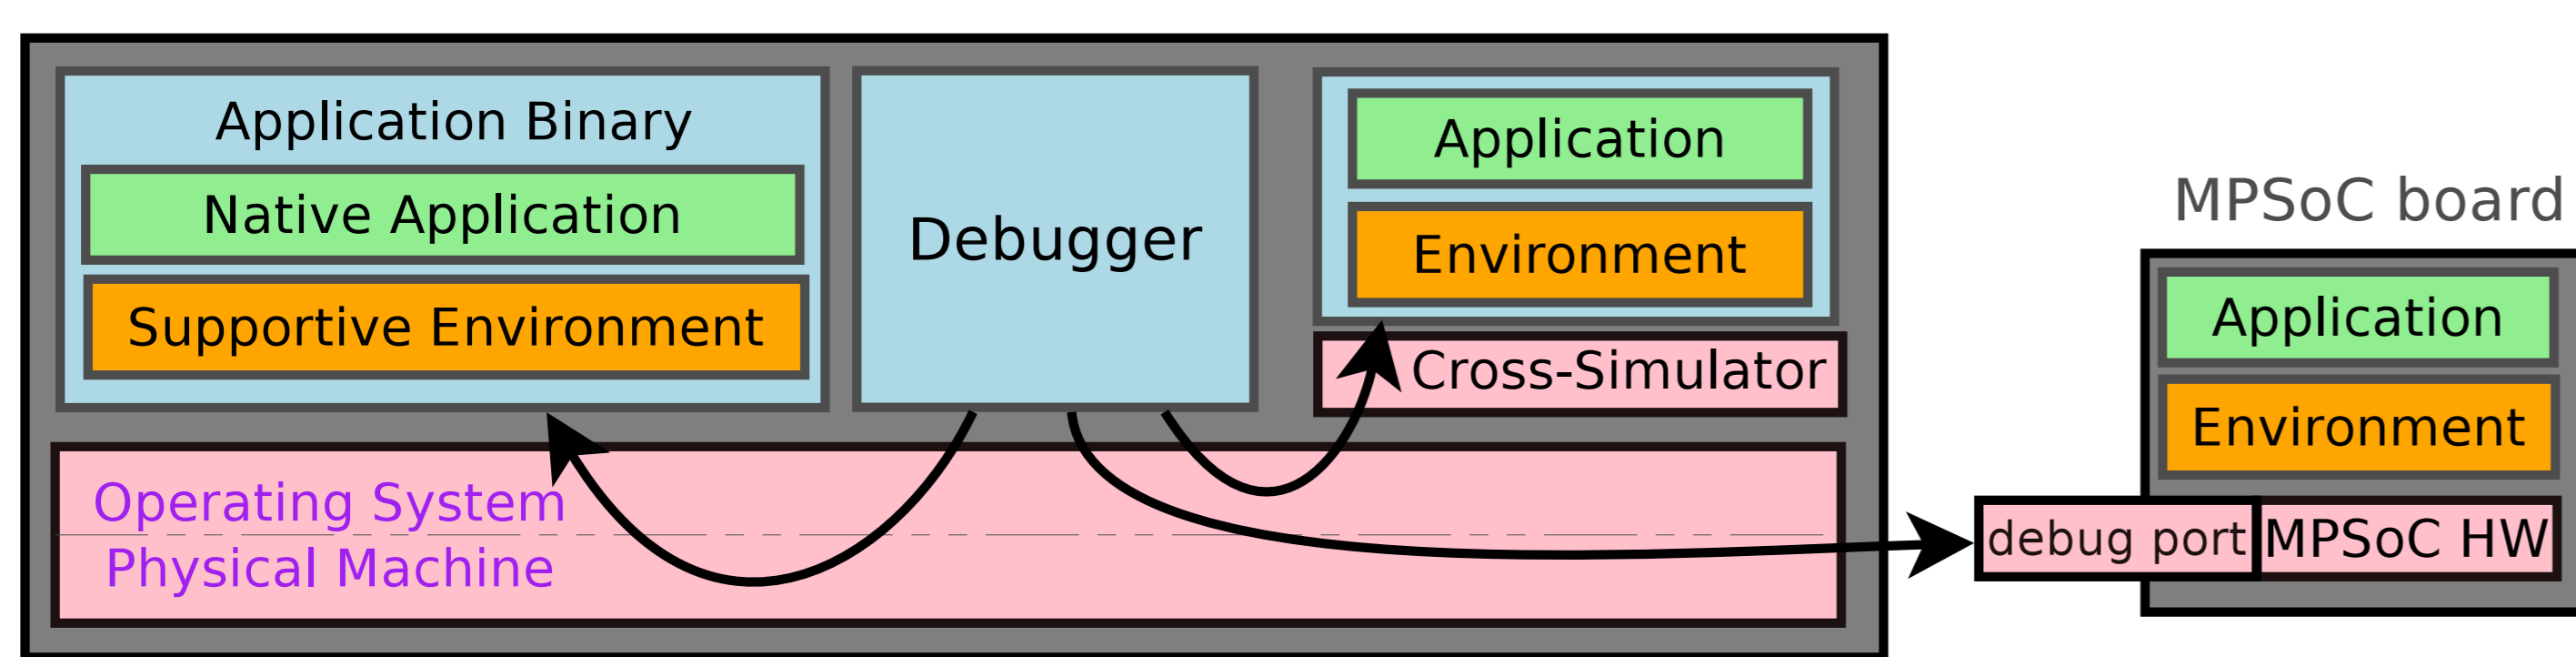 Application Binary
Native Application
Supportive Environment
Debugger
Application
Environment
Cross-Simulator
Operating System
Physical Machine
MPSoC board
Application
Environment
debug port
MPSoC HW